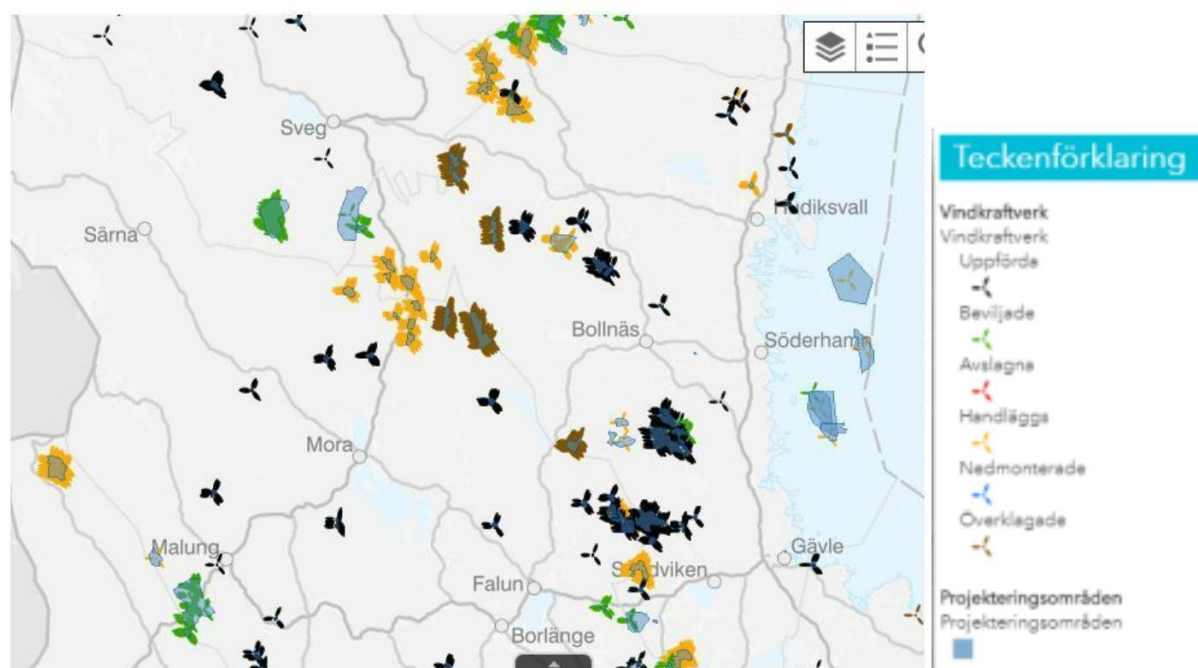 Sveg
Särna
Hudiksvall
Bollnäs
Söderhamn
Mora
Malung
Gävle
Falun
Sandviken
Borlänge
Teckenförklaring
Vindkraftverk
Vindkraftverk
Uppförda
Beviljade
Avslagna
Handläggs
Nedmonterade
Överklagade
Projekteringsområden
Projekteringsområden